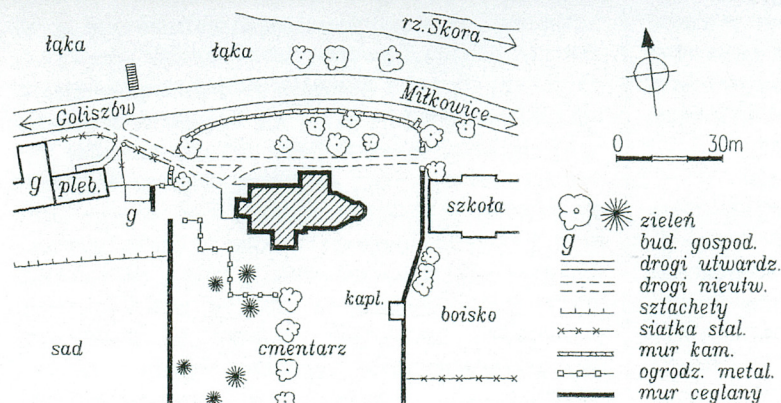 rz. Skora
łąka
łąka
Goliszów
Miłkowice
0 30m
g
pleb.
g
szkoła
zieleń
g bud. gospod.
drogi utwardz.
drogi nieutw.
sztachety
siatka stal.
mur kam.
ogrodz. metal.
mur ceglany
kapl.
boisko
sad
cmentarz